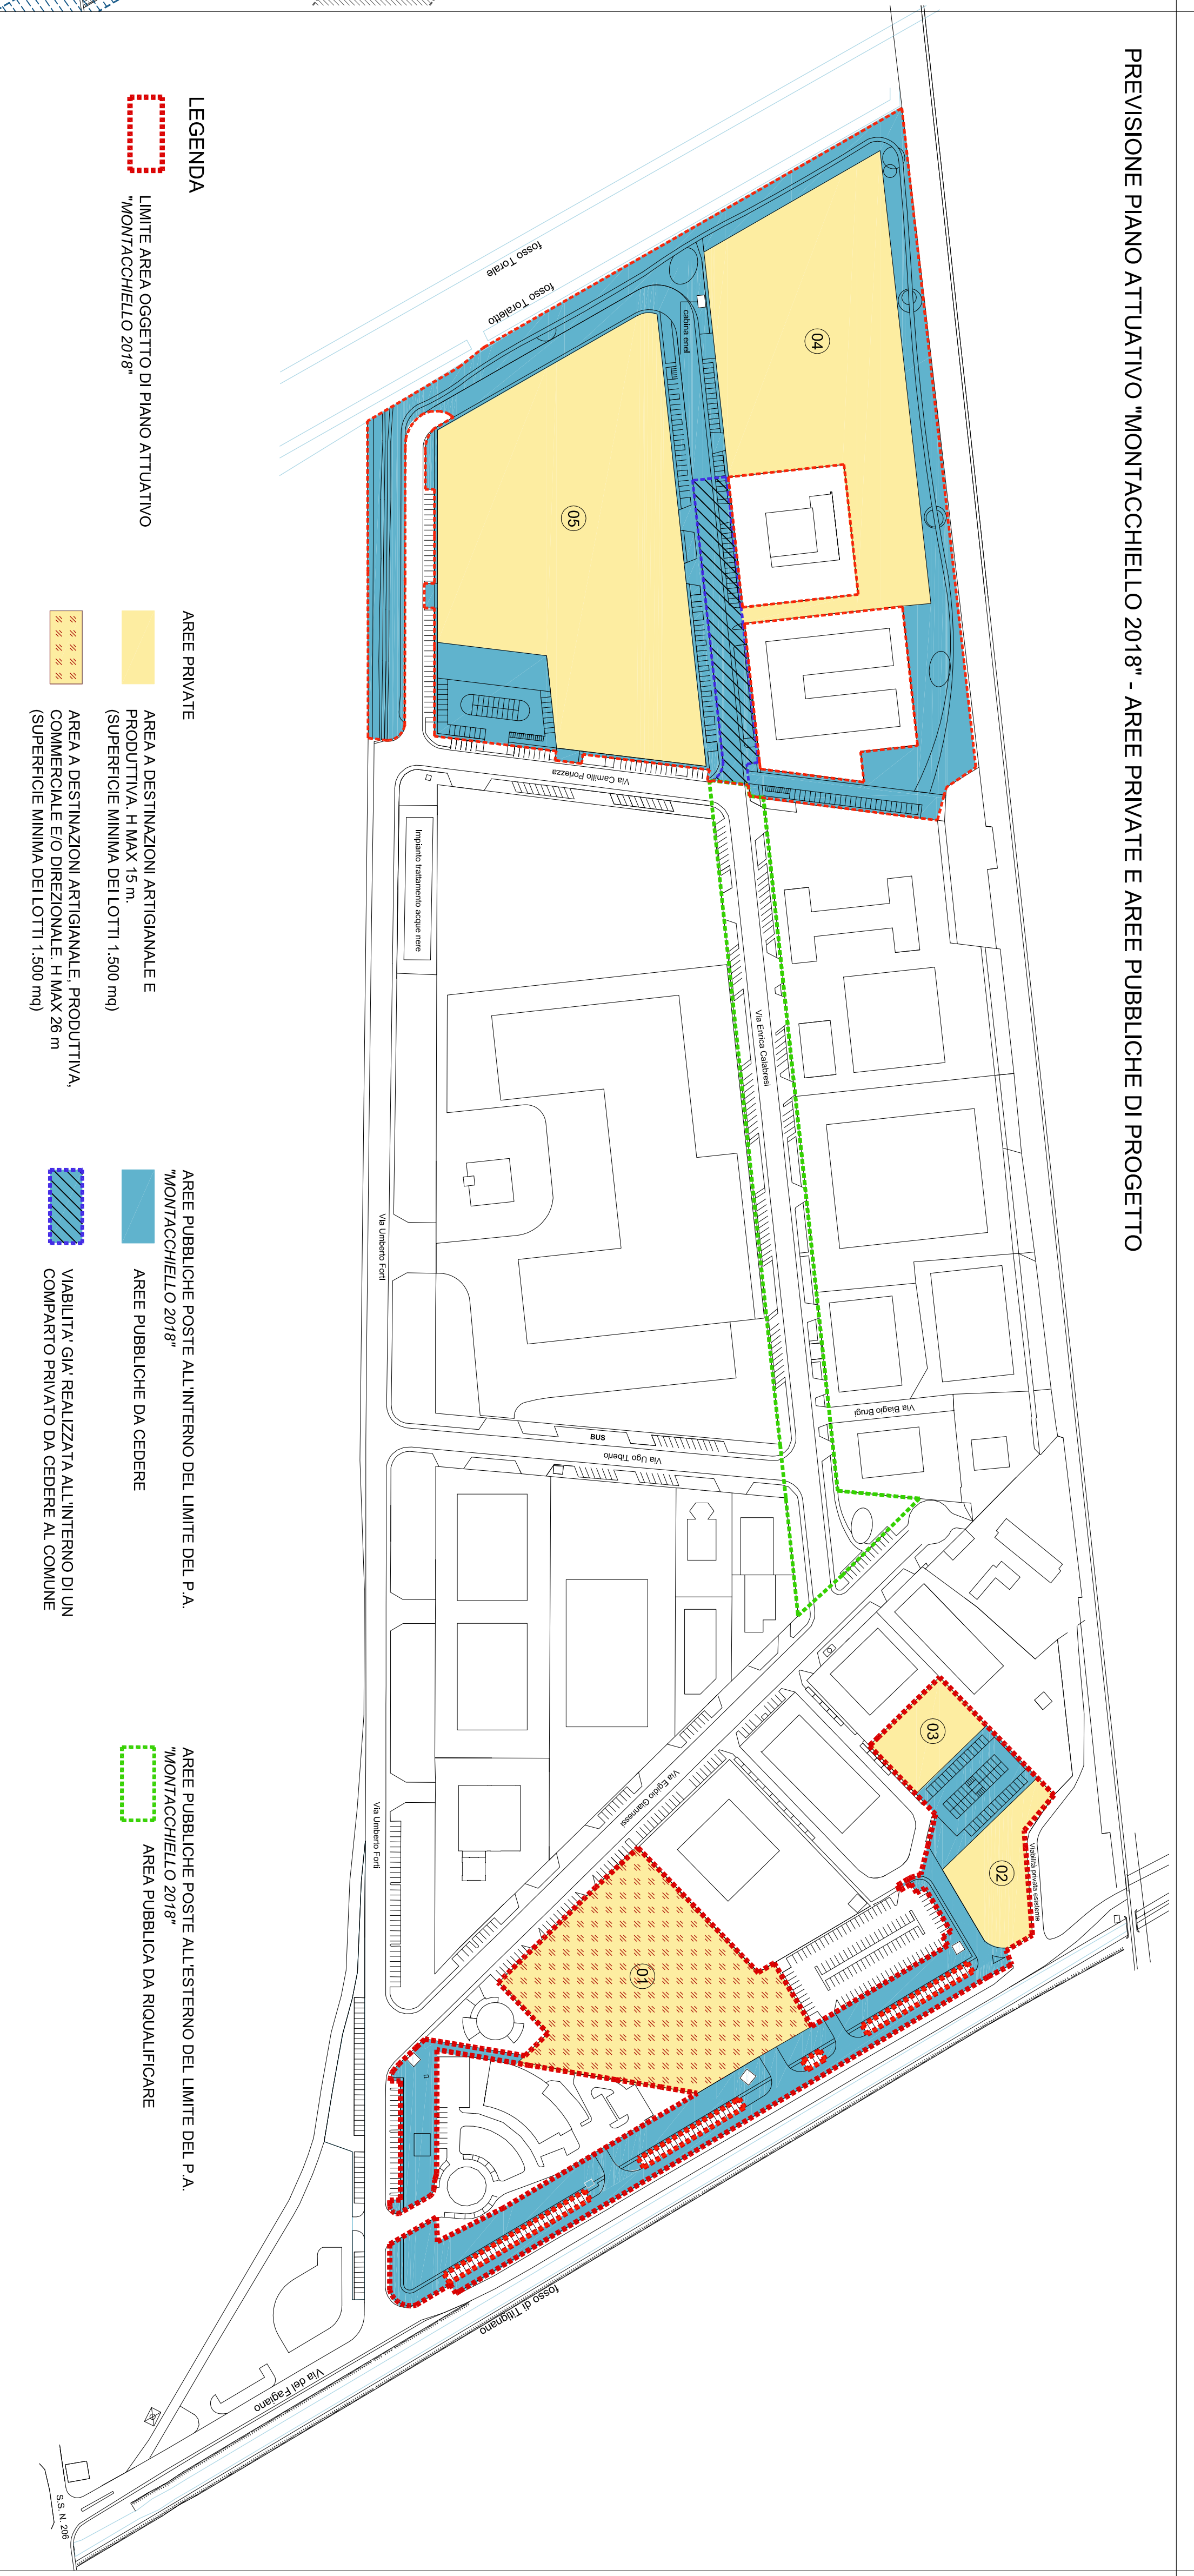 PREVISIONE PIANO ATTUATIVO "MONTACCHIELLO 2018" - AREE PRIVATE E AREE PUBBLICHE DI PROGETTO
04
05
cabina enel
fosso Torale
fosso Toraletto
Via Camillo Porlezza
Impianto trattamento acque nere
Via Enrica Calabresi
Via Umberto Forti
Via Biagio Brugi
BUS
Via Ugo Tiberio
03
02
Viabilità privata esistente
Via Egidio Giannessi
01
Via Umberto Forti
fosso di Titignano
Via del Fagiano
S.S. N. 206
LEGENDA
LIMITE AREA OGGETTO DI PIANO ATTUATIVO
"MONTACCHIELLO 2018"
AREE PRIVATE
AREA A DESTINAZIONI ARTIGIANALE E
PRODUTTIVA. H MAX 15 m.
(SUPERFICIE MINIMA DEI LOTTI 1.500 mq)
AREA A DESTINAZIONI ARTIGIANALE, PRODUTTIVA,
COMMERCIALE E/O DIREZIONALE. H MAX 26 m
(SUPERFICIE MINIMA DEI LOTTI 1.500 mq)
AREE PUBBLICHE POSTE ALL'INTERNO DEL LIMITE DEL P.A.
"MONTACCHIELLO 2018"
AREE PUBBLICHE DA CEDERE
VIABILITA' GIA' REALIZZATA ALL'INTERNO DI UN
COMPARTO PRIVATO DA CEDERE AL COMUNE
AREE PUBBLICHE POSTE ALL'ESTERNO DEL LIMITE DEL P.A.
"MONTACCHIELLO 2018"
AREA PUBBLICA DA RIQUALIFICARE